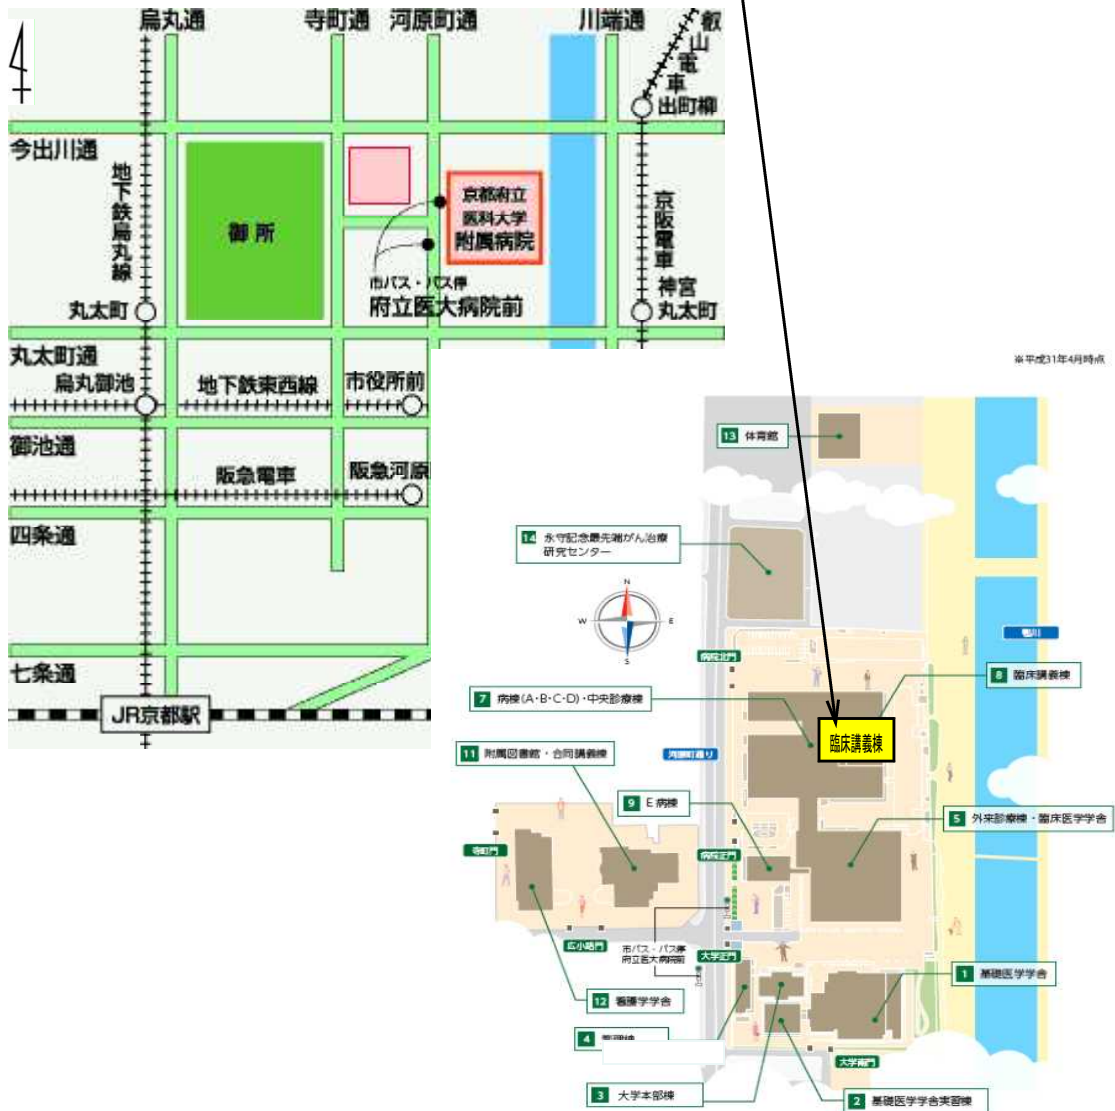 烏丸通
寺町通
河原町通
川端通
叡山電車
出町柳
今出川通
地下鉄烏丸線
御所
京都府立
医科大学
附属病院
京阪電車
市バス・バス停
府立医大病院前
神宮
丸太町
丸太町
丸太町通
烏丸御池
地下鉄東西線
市役所前
御池通
阪急電車
阪急河原
四条通
七条通
JR京都駅
※平成31年4月時点
13 体育館
14 永守記念最先端がん治療
研究センター
N
W
E
S
鴨川
病院北門
8 臨床講義棟
7 病棟(A・B・C・D)・中央診療棟
臨床講義棟
河原町通り
11 附属図書館・合同講義棟
9 E病棟
5 外来診療棟・臨床医学学舎
寺町門
病院正門
広小路門
市バス・バス停
府立医大病院前
大学正門
1 基礎医学学舎
12 看護学学舎
4
大学南門
3 大学本部棟
2 基礎医学学舎実習棟